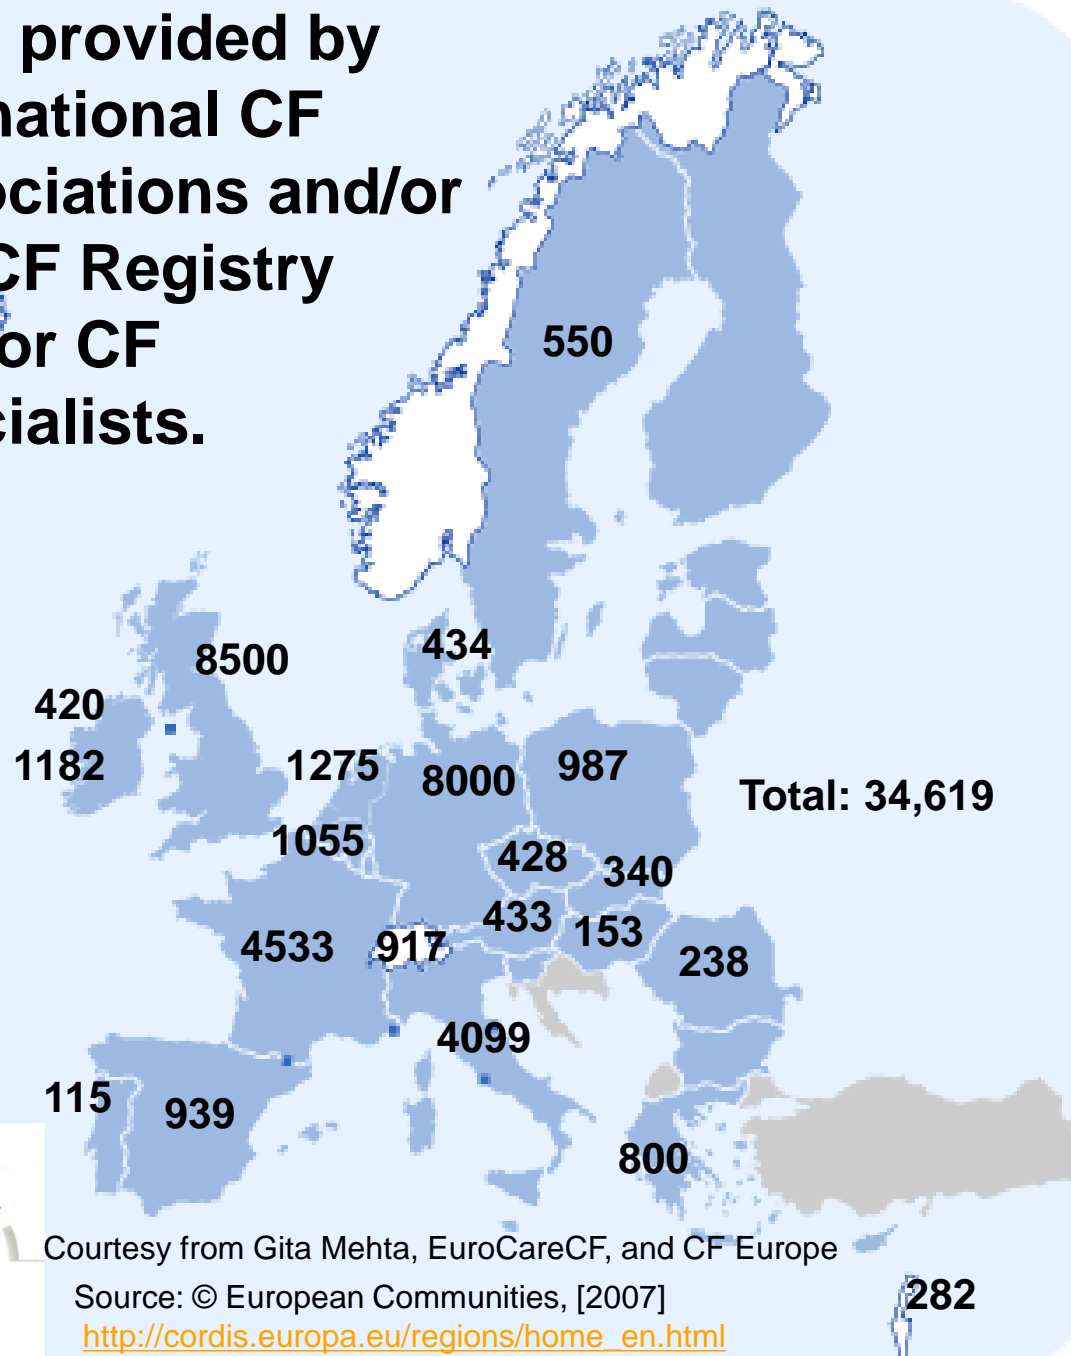 provided by
national CF
ociations and/or
CF Registry
or CF
cialists.
550
434
8500
420
1182
1275
8000
987
Total: 34,619
1055
428
340
433
153
4533
917
238
4099
115
939
800
Courtesy from Gita Mehta, EuroCareCF, and CF Europe
Source: © European Communities, [2007]
282
http://cordis.europa.eu/regions/home_en.html